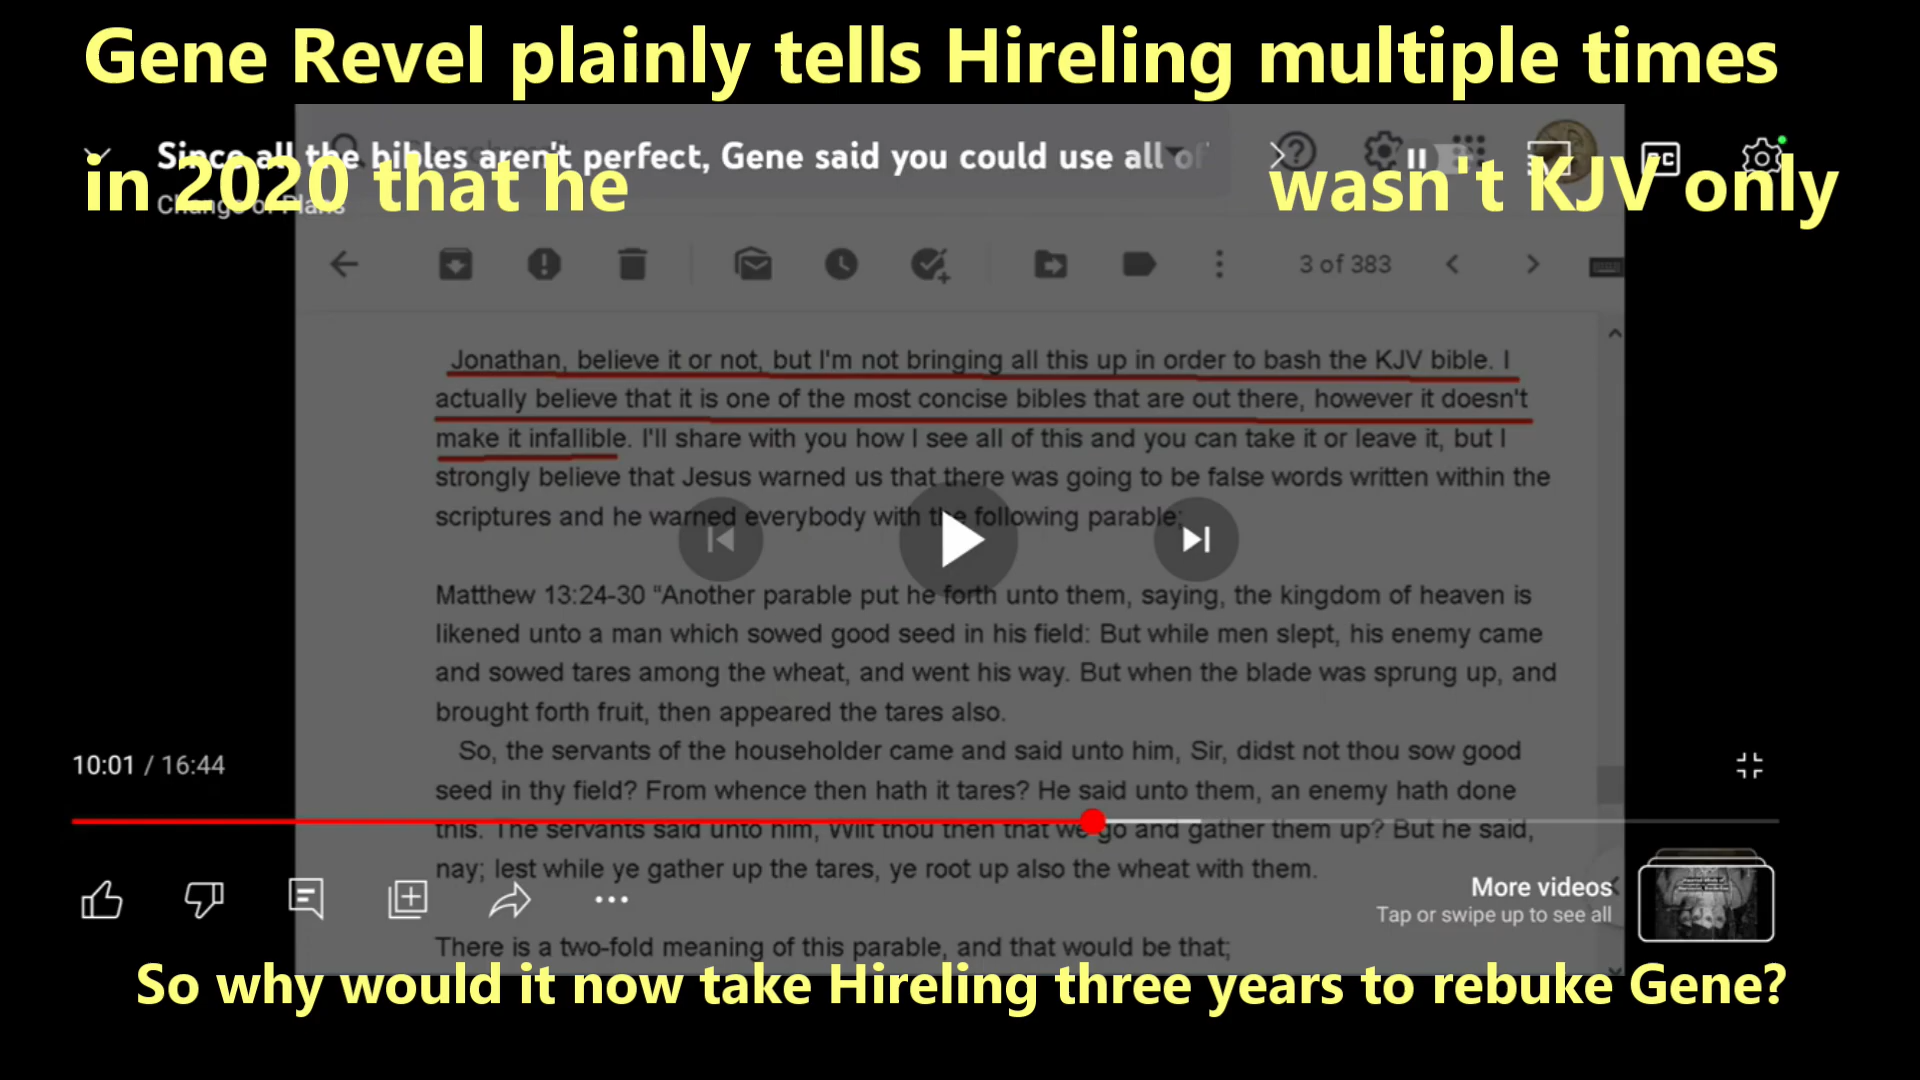 Gene Revel plainly tells Hireling multiple times
Since all the bibles aren't perfect, Gene said you could use all of
in 2020 that he wasn't KJV only
Change of Plans
3 of 383
Jonathan, believe it or not, but I'm not bringing all this up in order to bash the KJV bible. I
actually believe that it is one of the most concise bibles that are out there, however it doesn't
make it infallible. I'll share with you how I see all of this and you can take it or leave it, but I
strongly believe that Jesus warned us that there was going to be false words written within the
scriptures and he warned everybody with the following parable;
Matthew 13:24-30 “Another parable put he forth unto them, saying, the kingdom of heaven is
likened unto a man which sowed good seed in his field: But while men slept, his enemy came
and sowed tares among the wheat, and went his way. But when the blade was sprung up, and
brought forth fruit, then appeared the tares also.
So, the servants of the householder came and said unto him, Sir, didst not thou sow good
10:01 / 16:44
seed in thy field? From whence then hath it tares? He said unto them, an enemy hath done
this. The servants said unto him, Wilt thou then that we go and gather them up? But he said,
nay; lest while ye gather up the tares, ye root up also the wheat with them.
More videos
Tap or swipe up to see all
There is a two-fold meaning of this parable, and that would be that;
So why would it now take Hireling three years to rebuke Gene?